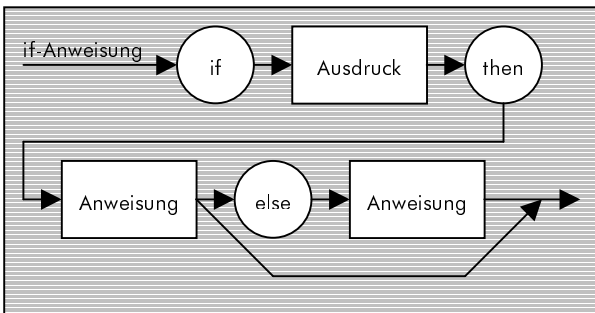 if-Anweisung
if
Ausdruck
then
Anweisung
else
Anweisung